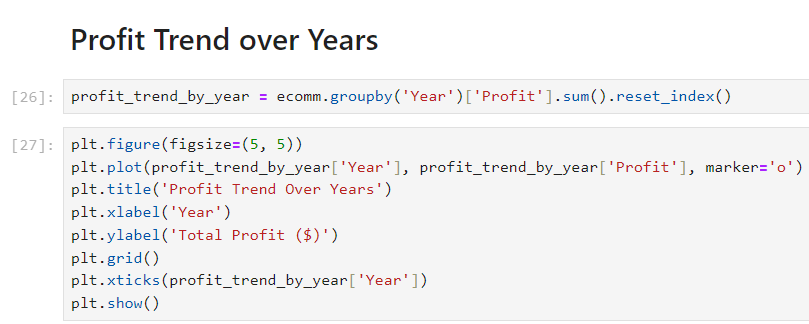 Profit Trend over Years
[26]: profit_trend_by_year = ecomm.groupby('Year')['Profit'].sum().reset_index()
[27]: plt.figure(figsize=(5, 5))
plt.plot(profit_trend_by_year['Year'], profit_trend_by_year['Profit'], marker='o')
plt.title('Profit Trend Over Years')
plt.xlabel('Year')
plt.ylabel('Total Profit ($)')
plt.grid()
plt.xticks(profit_trend_by_year['Year'])
plt.show()